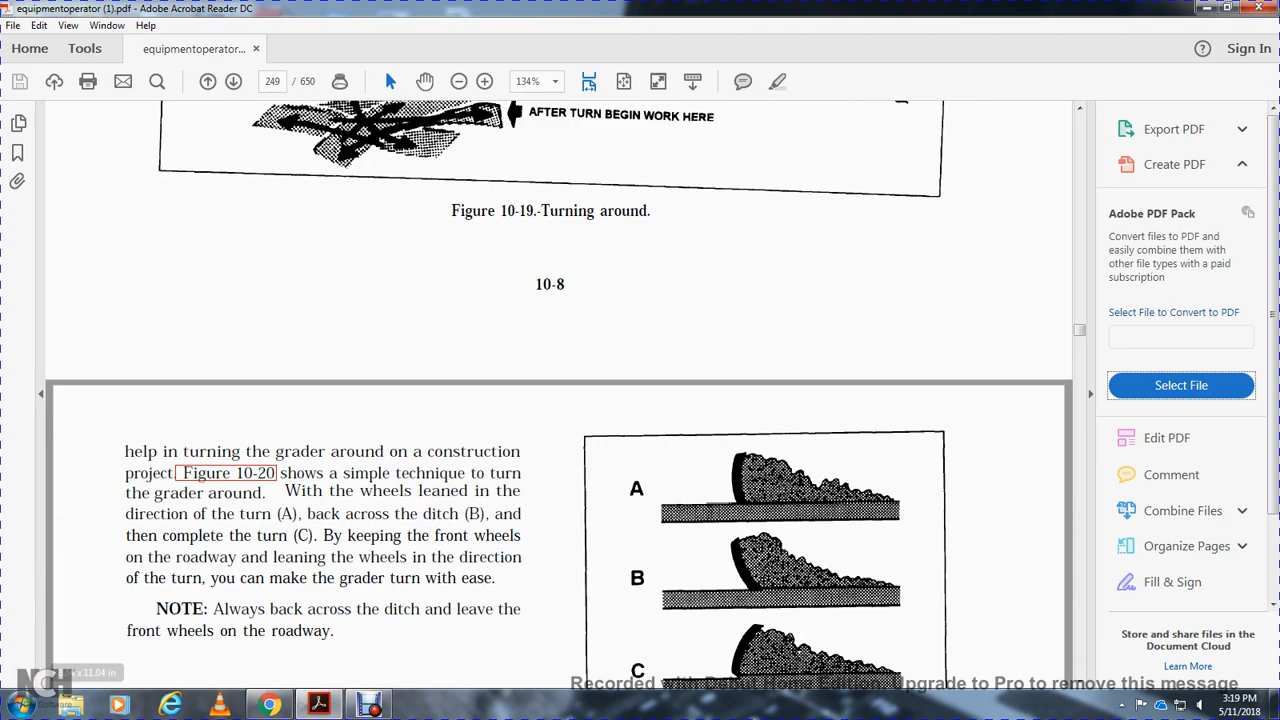 equipmentoperator (1).pdf - Adobe Acrobat Reader DC
File Edit View Window Help
Home Tools equipmentoperator... × Sign In
249 / 650 134%
AFTER TURN BEGIN WORK HERE
Figure 10-19.-Turning around.
10-8
help in turning the grader around on a construction
project. Figure 10-20 shows a simple technique to turn
the grader around. With the wheels leaned in the
direction of the turn (A), back across the ditch (B), and
then complete the turn (C). By keeping the front wheels
on the roadway and leaning the wheels in the direction
of the turn, you can make the grader turn with ease.
NOTE: Always back across the ditch and leave the
front wheels on the roadway.
A
B
C
Export PDF
Create PDF
Adobe PDF Pack
Convert files to PDF and
easily combine them with
other file types with a paid
subscription
Select File to Convert to PDF
Select File
Edit PDF
Comment
Combine Files
Organize Pages
Fill & Sign
Store and share files in the
Document Cloud
Learn More
x 11.04 in
NCH
Software
Recorded with
Upgrade to Pro to remove this message
3:19 PM
5/11/2018